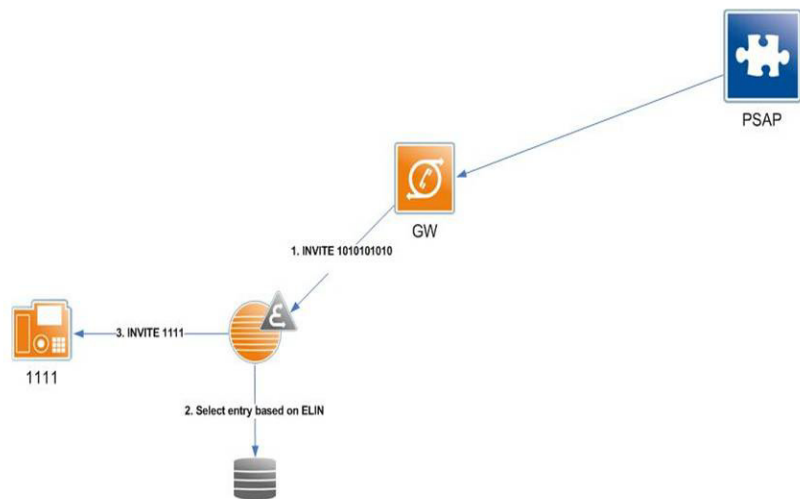 PSAP
GW
1. INVITE 1010101010
3. INVITE 1111
1111
2. Select entry based on ELIN